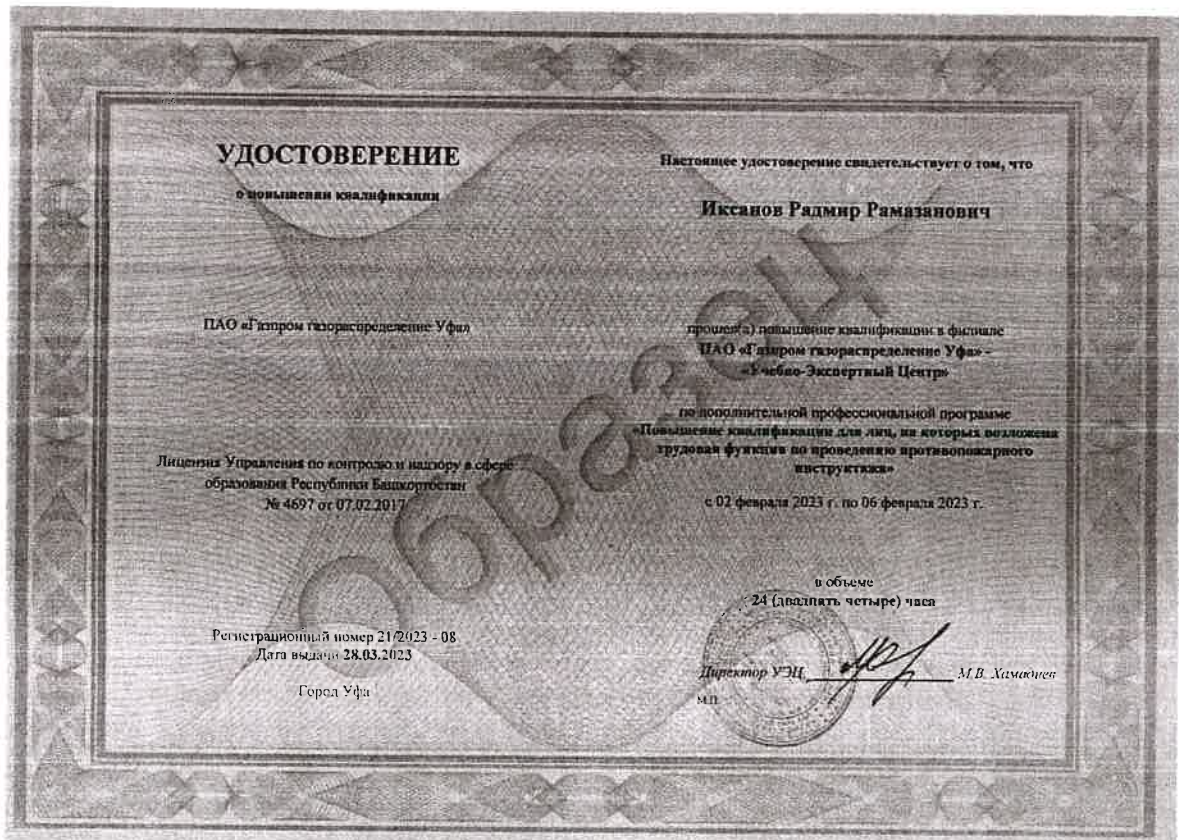 УДОСТОВЕРЕНИЕ
о повышении квалификации
ПАО «Газпром газораспределение Уфа»
Лицензия Управления по контролю и надзору в сфере
образования Республики Башкортостан
№ 4697 от 07.02.2017
Регистрационный номер 21/2023 - 08
Дата выдачи 28.03.2023
Город Уфа
Настоящее удостоверение свидетельствует о том, что
Иксанов Радмир Рамазанович
прошел(а) повышение квалификации в филиале
ПАО «Газпром газораспределение Уфа» -
«Учебно-Экспертный Центр»
по дополнительной профессиональной программе
«Повышение квалификации для лиц, на которых возложена
трудовая функция по проведению противопожарного
инструктажа»
с 02 февраля 2023 г. по 06 февраля 2023 г.
в объеме
24 (двадцать четыре) часа
Директор УЭЦ М.В. Хамадиев
М.П.
Образец